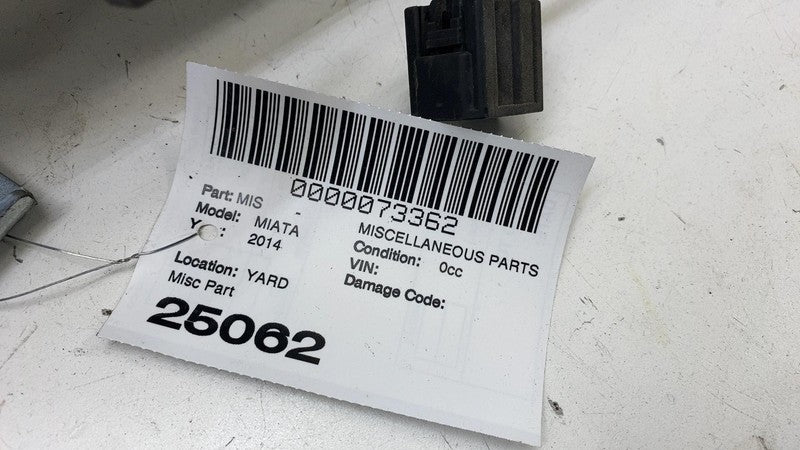 0000073362
Part: MIS - MISCELLANEOUS PARTS
Model: MIATA Condition: 0cc
2014 VIN:
Location: YARD Damage Code:
Misc Part
25062